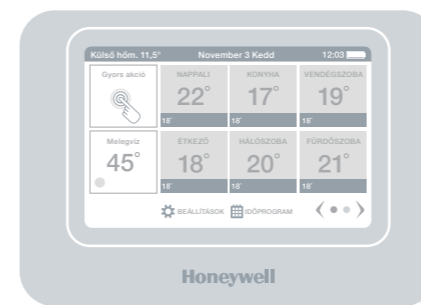 Külső hőm. 11,5° November 3 Kedd 12:03
Gyors akció NAPPALI KONYHA VENDÉGSZOBA
22° 17° 19°
18° 18° 18°
Melegvíz ÉTKEZŐ HÁLÓSZOBA FÜRDŐSZOBA
45° 18° 20° 21°
18° 18° 18°
BEÁLLÍTÁSOK IDŐPROGRAM
Honeywell